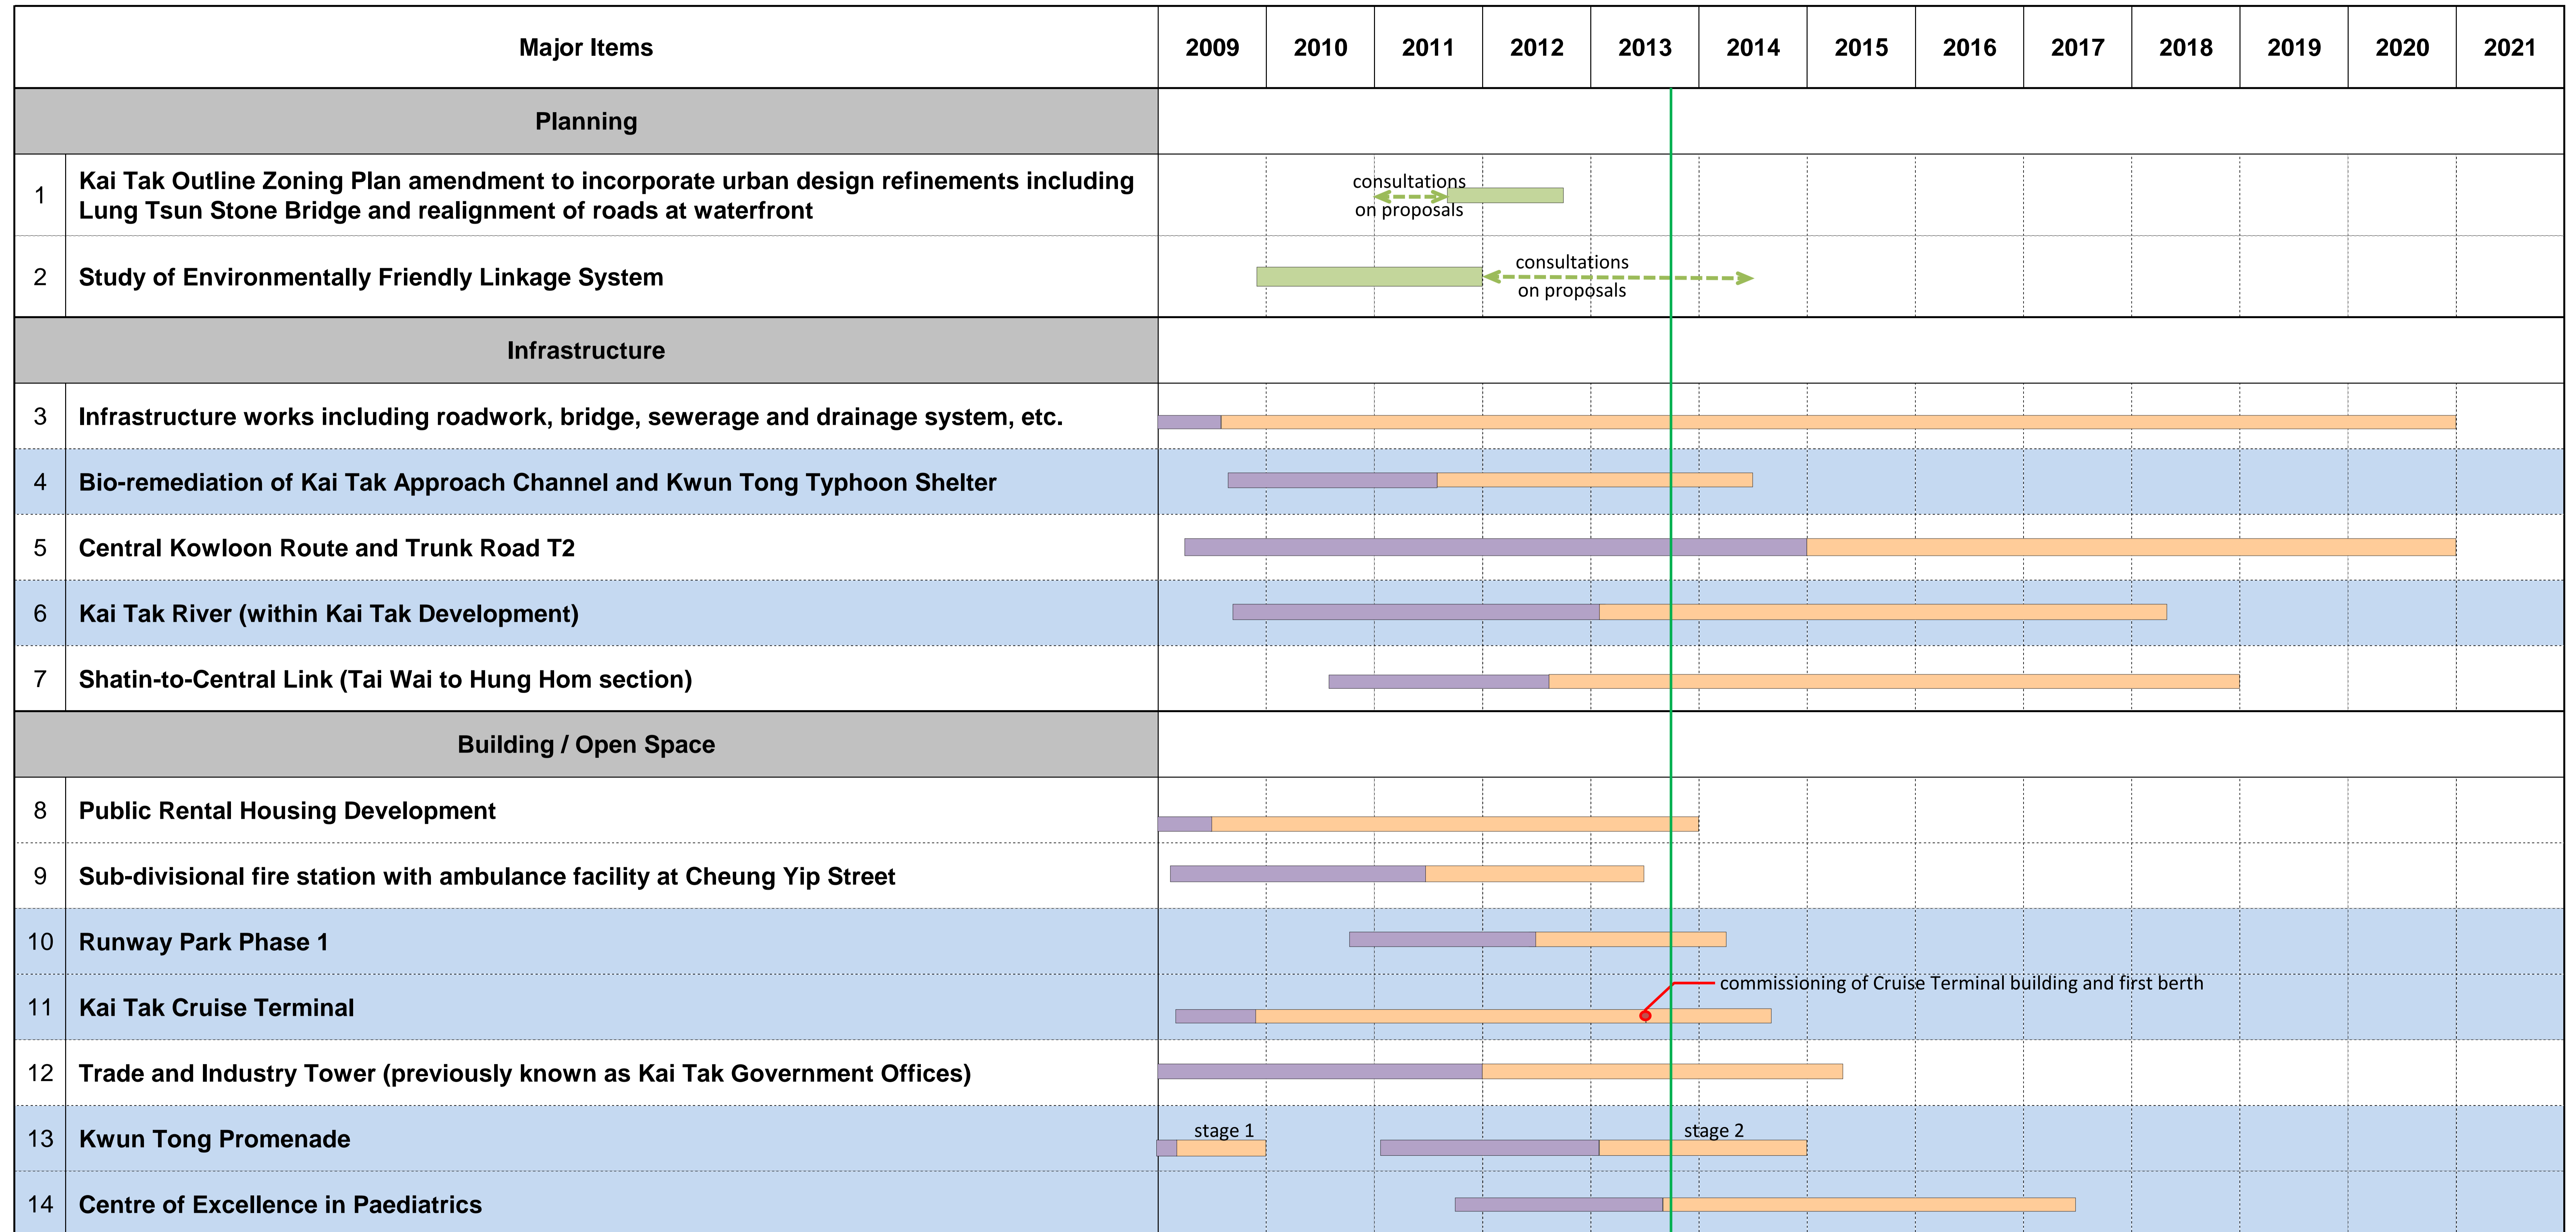 Major Items 2009 2010 2011 2012 2013 2014 2015 2016 2017 2018 2019 2020 2021
Planning
1 Kai Tak Outline Zoning Plan amendment to incorporate urban design refinements including
Lung Tsun Stone Bridge and realignment of roads at waterfront
consultations
on proposals
2 Study of Environmentally Friendly Linkage System
consultations
on proposals
Infrastructure
3 Infrastructure works including roadwork, bridge, sewerage and drainage system, etc.
4 Bio-remediation of Kai Tak Approach Channel and Kwun Tong Typhoon Shelter
5 Central Kowloon Route and Trunk Road T2
6 Kai Tak River (within Kai Tak Development)
7 Shatin-to-Central Link (Tai Wai to Hung Hom section)
Building / Open Space
8 Public Rental Housing Development
9 Sub-divisional fire station with ambulance facility at Cheung Yip Street
10 Runway Park Phase 1
11 Kai Tak Cruise Terminal
commissioning of Cruise Terminal building and first berth
12 Trade and Industry Tower (previously known as Kai Tak Government Offices)
13 Kwun Tong Promenade
stage 1 stage 2
14 Centre of Excellence in Paediatrics